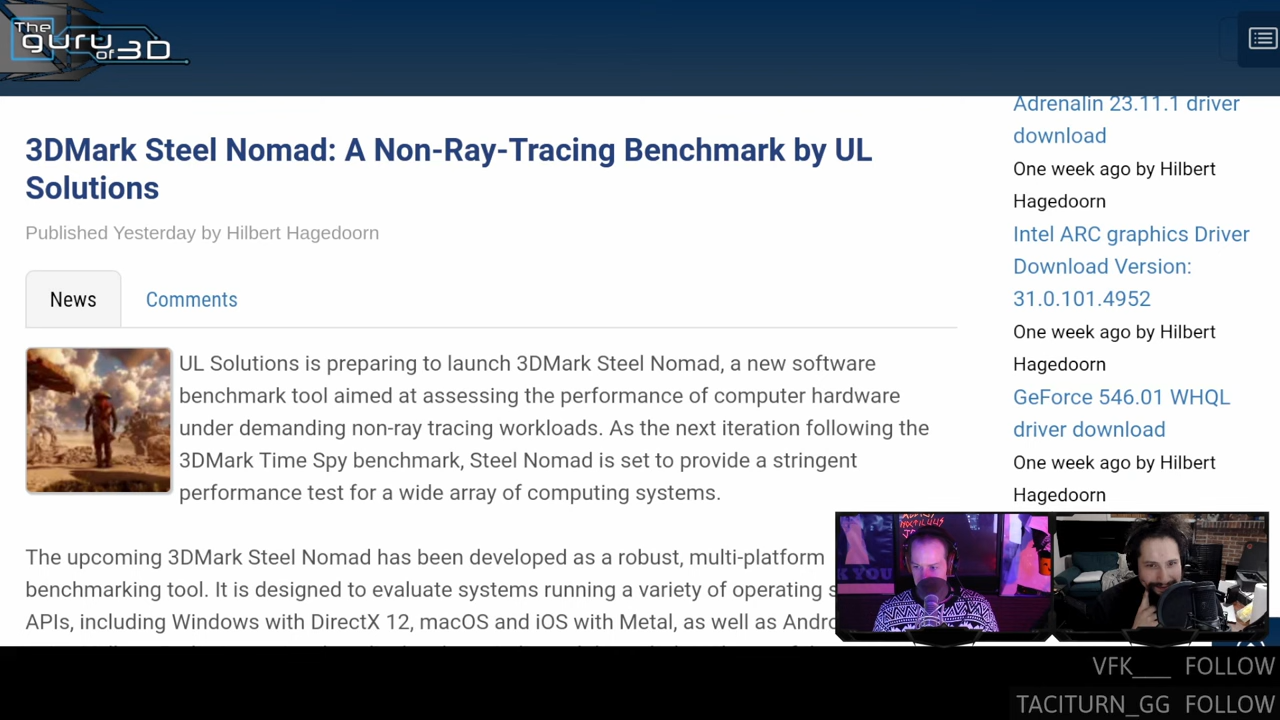 The
guru
of 3D
3DMark Steel Nomad: A Non-Ray-Tracing Benchmark by UL
Solutions
Published Yesterday by Hilbert Hagedoorn
News
Comments
UL Solutions is preparing to launch 3DMark Steel Nomad, a new software
benchmark tool aimed at assessing the performance of computer hardware
under demanding non-ray tracing workloads. As the next iteration following the
3DMark Time Spy benchmark, Steel Nomad is set to provide a stringent
performance test for a wide array of computing systems.
The upcoming 3DMark Steel Nomad has been developed as a robust, multi-platform
benchmarking tool. It is designed to evaluate systems running a variety of operating
APIs, including Windows with DirectX 12, macOS and iOS with Metal, as well as
Adrenalin 23.11.1 driver
download
One week ago by Hilbert
Hagedoorn
Intel ARC graphics Driver
Download Version:
31.0.101.4952
One week ago by Hilbert
Hagedoorn
GeForce 546.01 WHQL
driver download
One week ago by Hilbert
Hagedoorn
VFK___ FOLLOW
TACITURN_GG FOLLOW